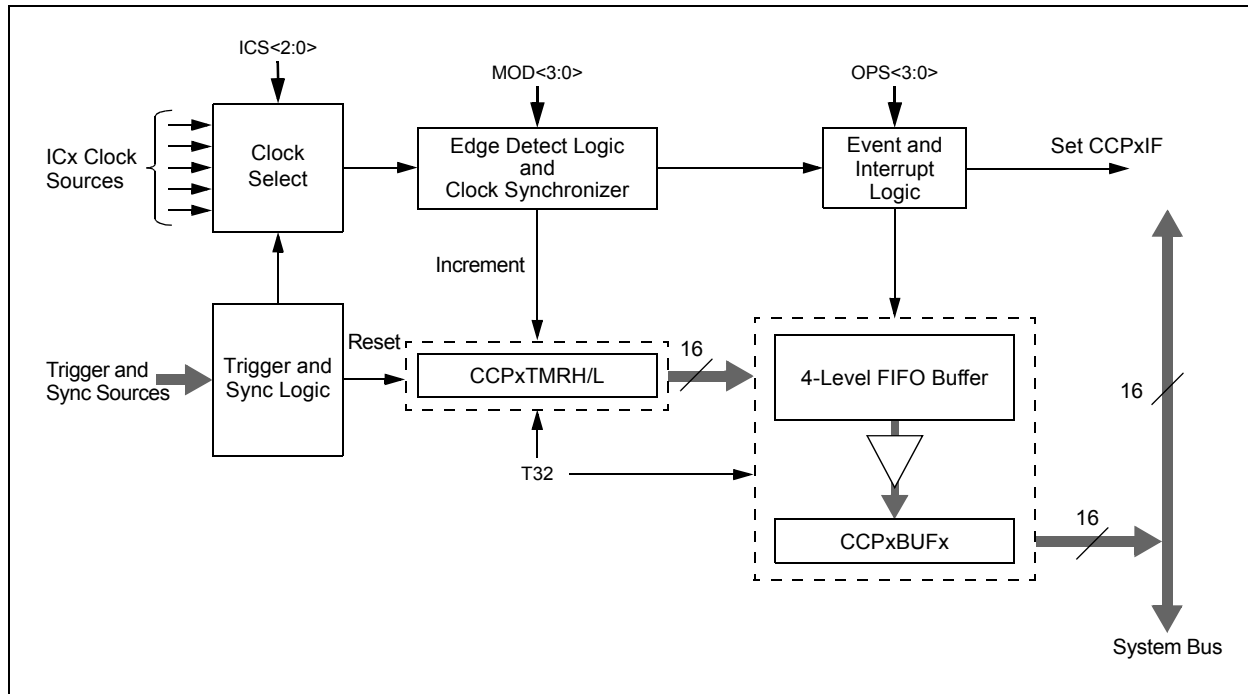 ICS<2:0>
MOD<3:0>
OPS<3:0>
ICx Clock
Sources
Clock
Select
Edge Detect Logic
and
Clock Synchronizer
Event and
Interrupt
Logic
Set CCPxIF
Increment
Reset
Trigger and
Sync Sources
Trigger and
Sync Logic
CCPxTMRH/L
16
4-Level FIFO Buffer
16
T32
CCPxBUFx
16
System Bus